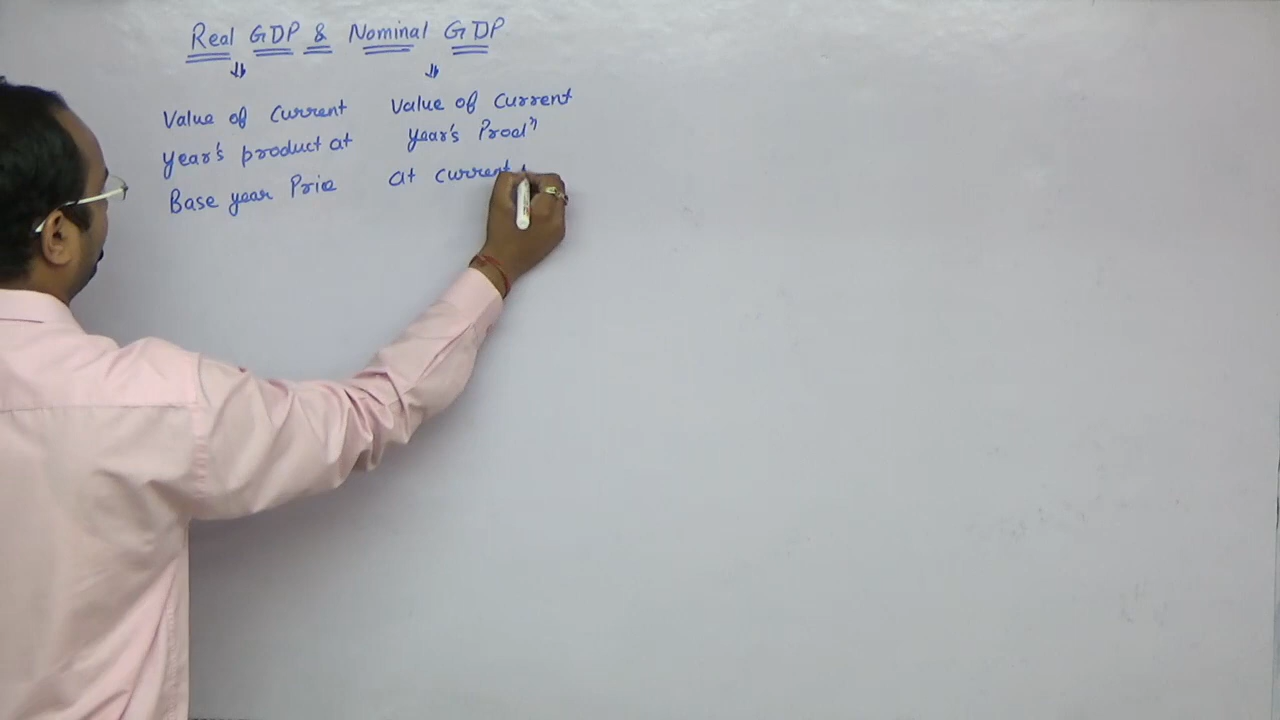 Real GDP & Nominal GDP
Value of Current
year's product at
Base year Price
Value of Current
year's Prodⁿ
at current